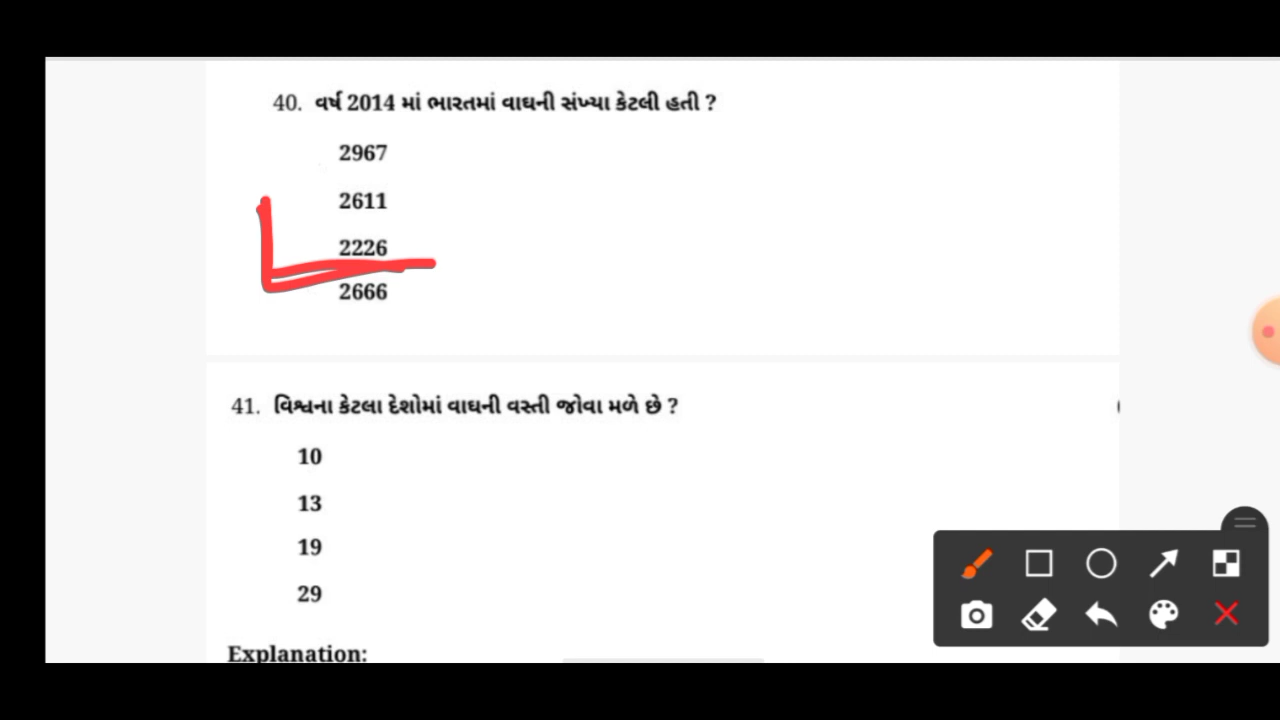 40. વર્ષ 2014 માં ભારતમાં વાઘની સંખ્યા કેટલી હતી ?
2967
2611
2226
2666
41. વિશ્વના કેટલા દેશોમાં વાઘની વસ્તી જોવા મળે છે ?
10
13
19
29
Explanation: